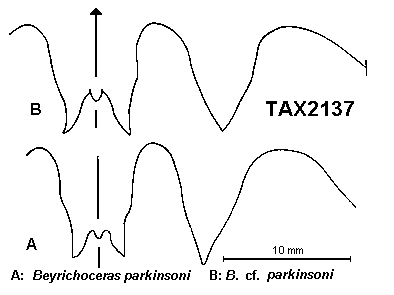 B
TAX2137
A
10 mm
A: Beyrichoceras parkinsoni B: B. cf. parkinsoni